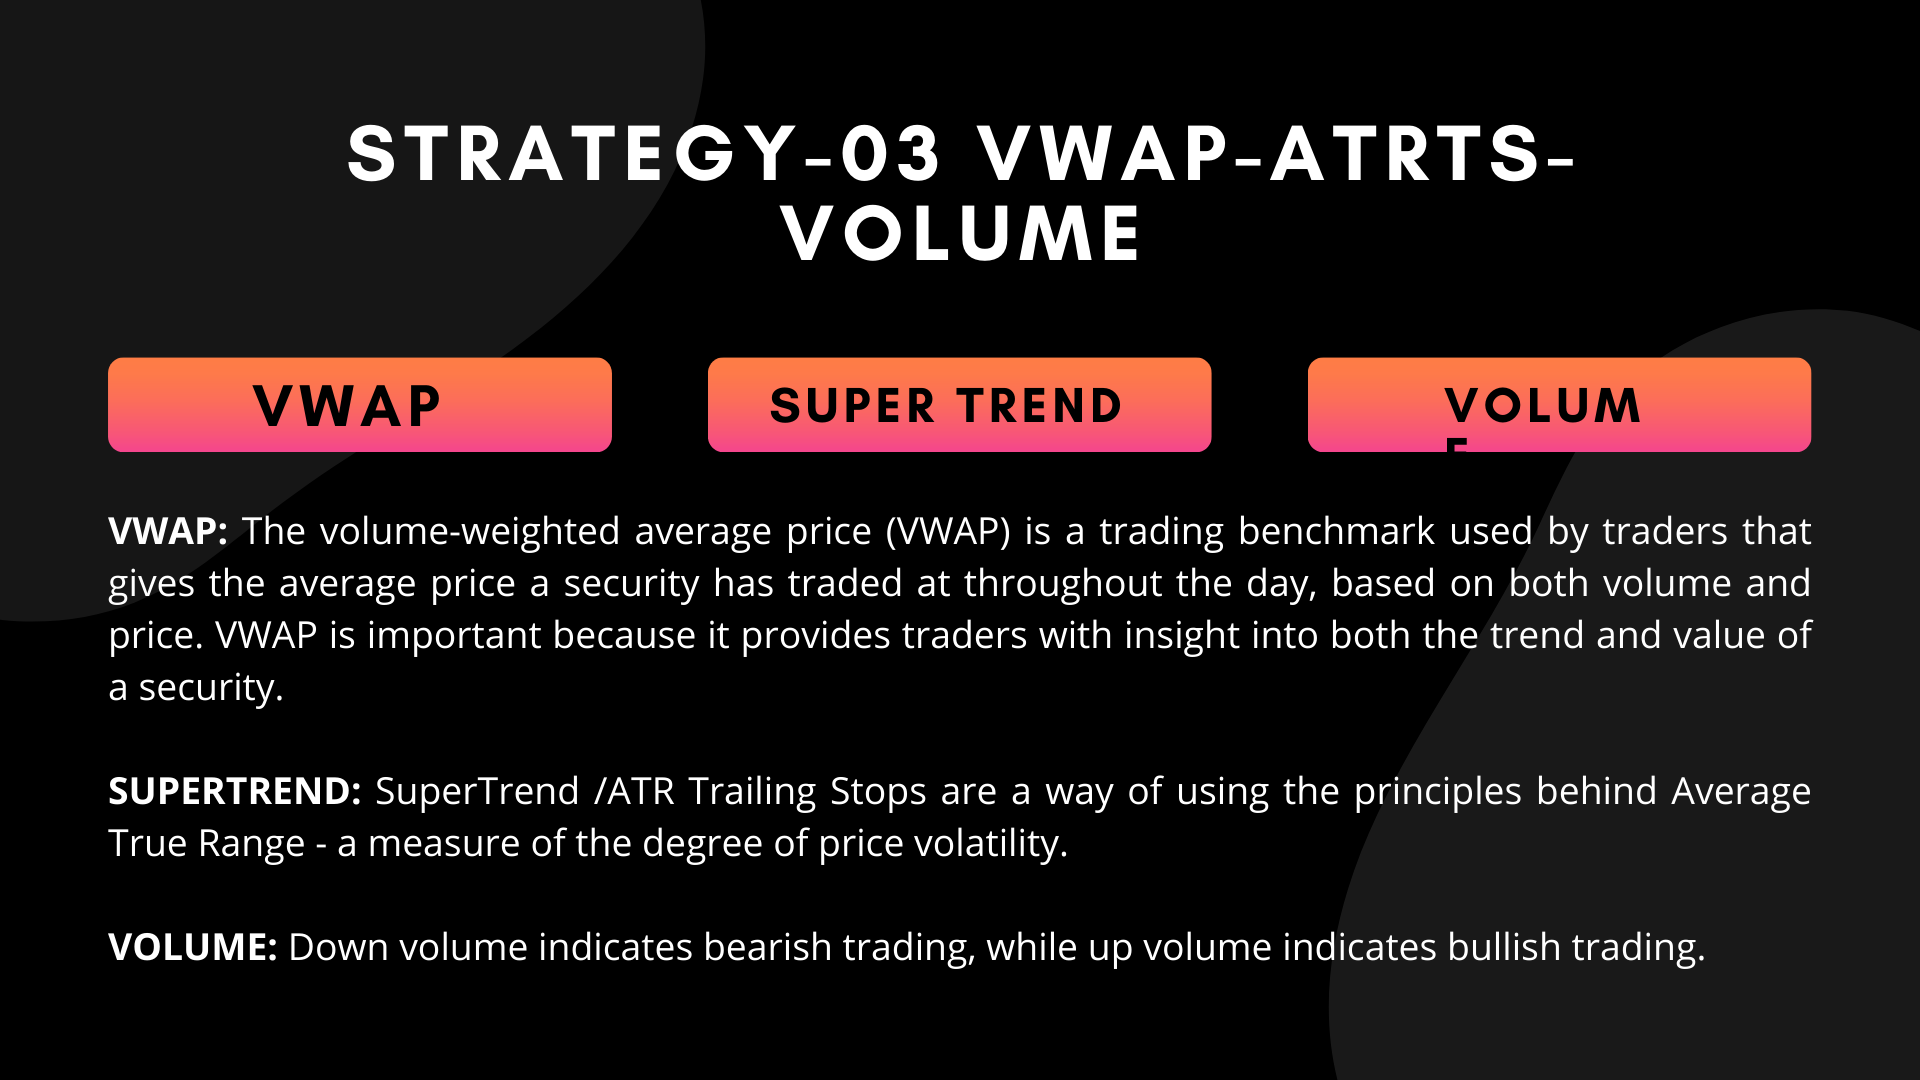 STRATEGY-03 VWAP-ATRTS-
VOLUME
VWAP
SUPER TREND
VOLUM
E
VWAP: The volume-weighted average price (VWAP) is a trading benchmark used by traders that
gives the average price a security has traded at throughout the day, based on both volume and
price. VWAP is important because it provides traders with insight into both the trend and value of
a security.
SUPERTREND: SuperTrend /ATR Trailing Stops are a way of using the principles behind Average
True Range - a measure of the degree of price volatility.
VOLUME: Down volume indicates bearish trading, while up volume indicates bullish trading.